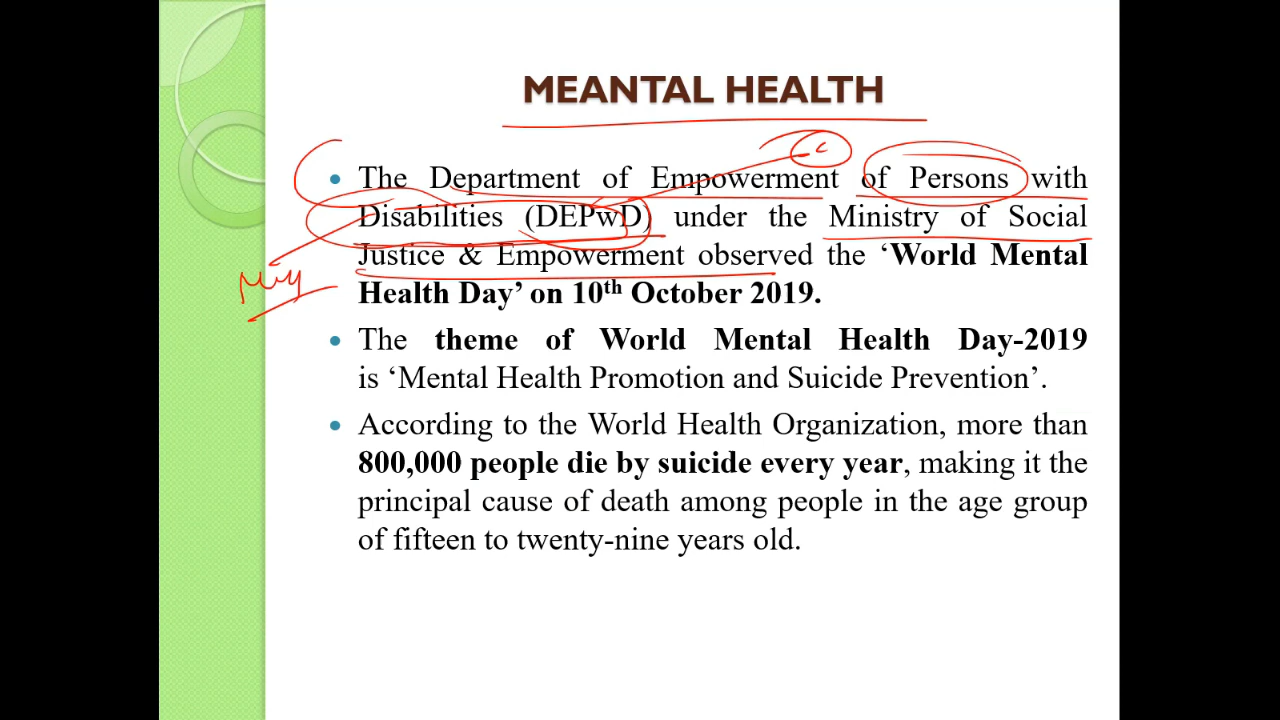 MEANTAL HEALTH
The Department of Empowerment of Persons with
Disabilities (DEPwD) under the Ministry of Social
Justice & Empowerment observed the ‘World Mental
Health Day’ on 10th October 2019.
The theme of World Mental Health Day-2019
is ‘Mental Health Promotion and Suicide Prevention’.
According to the World Health Organization, more than
800,000 people die by suicide every year, making it the
principal cause of death among people in the age group
of fifteen to twenty-nine years old.